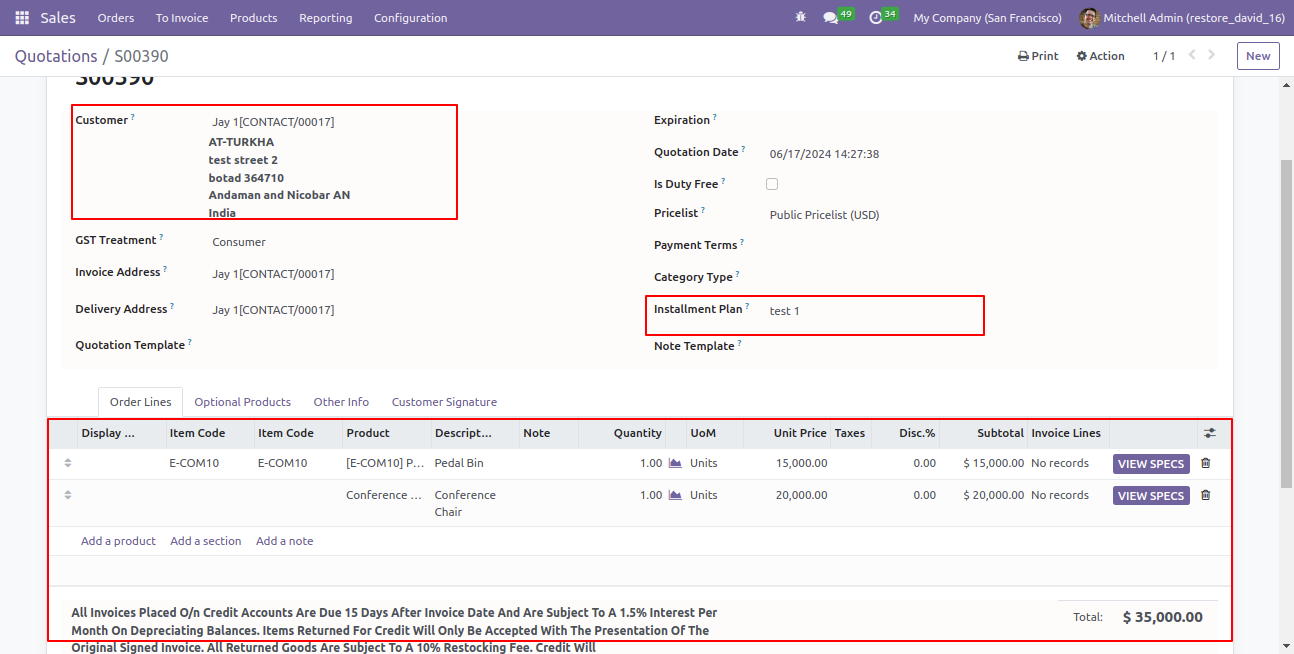 Sales Orders To Invoice Products Reporting Configuration 49 34 My Company (San Francisco) Mitchell Admin (restore_david_16)
Quotations / S00390 Print Action 1 / 1 New
S00390
Customer ? Jay 1[CONTACT/00017]
AT-TURKHA
test street 2
botad 364710
Andaman and Nicobar AN
India
GST Treatment ? Consumer
Invoice Address ? Jay 1[CONTACT/00017]
Delivery Address ? Jay 1[CONTACT/00017]
Quotation Template ?
Expiration ?
Quotation Date ? 06/17/2024 14:27:38
Is Duty Free ?
Pricelist ? Public Pricelist (USD)
Payment Terms ?
Category Type ?
Installment Plan ? test 1
Note Template ?
Order Lines Optional Products Other Info Customer Signature
Display ... Item Code Item Code Product Descript... Note Quantity UoM Unit Price Taxes Disc.% Subtotal Invoice Lines
E-COM10 E-COM10 [E-COM10] P... Pedal Bin 1.00 Units 15,000.00 0.00 $ 15,000.00 No records VIEW SPECS
Conference ... Conference 1.00 Units 20,000.00 0.00 $ 20,000.00 No records VIEW SPECS
Chair
Add a product Add a section Add a note
All Invoices Placed O/n Credit Accounts Are Due 15 Days After Invoice Date And Are Subject To A 1.5% Interest Per
Month On Depreciating Balances. Items Returned For Credit Will Only Be Accepted With The Presentation Of The
Original Signed Invoice. All Returned Goods Are Subject To A 10% Restocking Fee. Credit Will
Total: $ 35,000.00